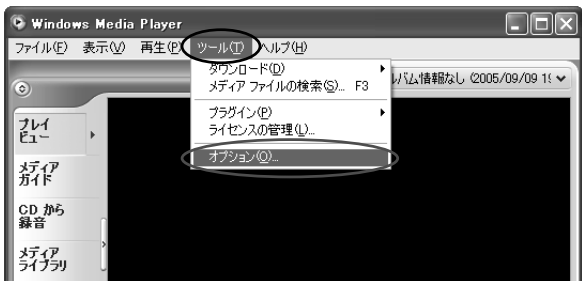 Windows Media Player
ファイル(F) 表示(V) 再生(P) ツール(T) ヘルプ(H)
ダウンロード(D)
メディア ファイルの検索(S)... F3
プラグイン(P)
ライセンスの管理(L)...
オプション(O)...
バム情報なし (2005/09/09 1
プレイ
ビュー
メディア
ガイド
CD から
録音
メディア
ライブラリ